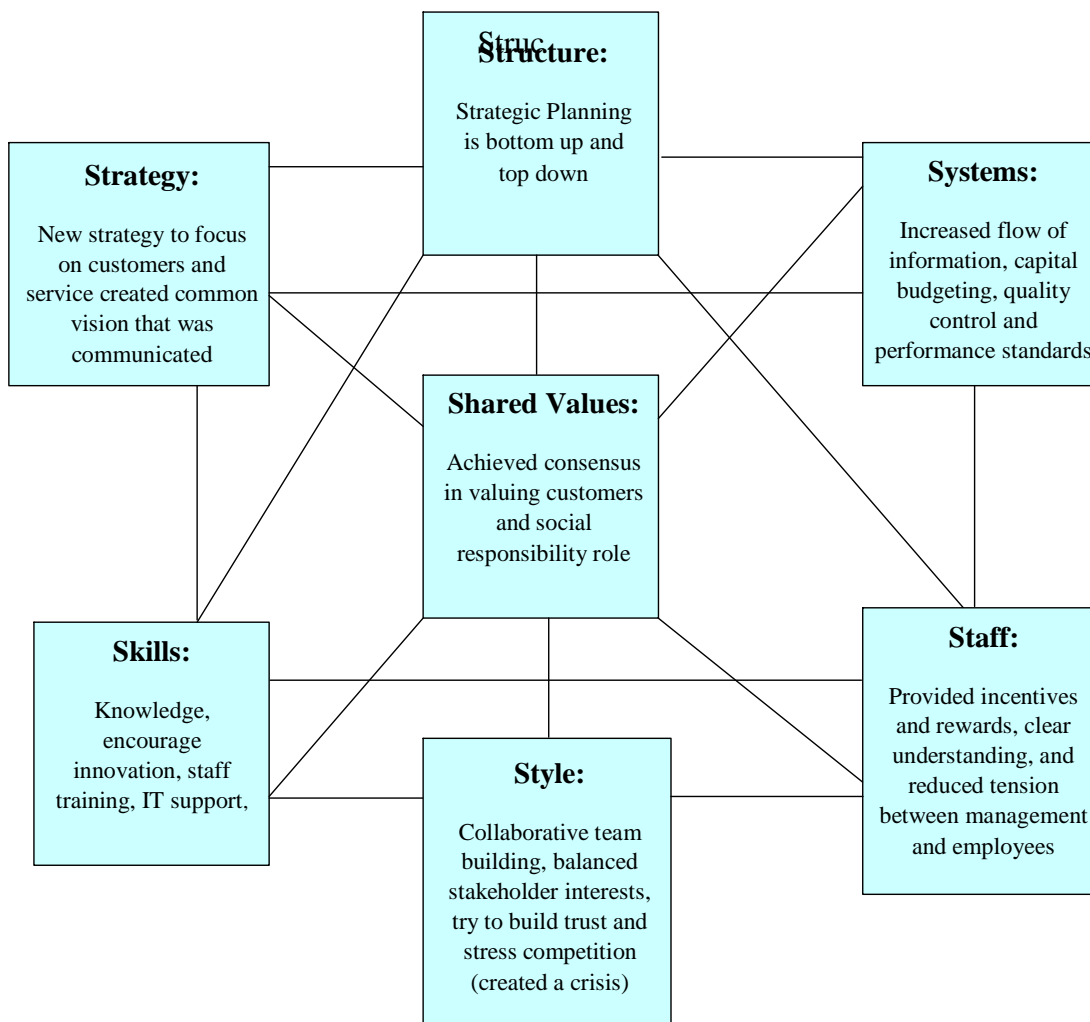 Struc
Structure:
Strategic Planning
is bottom up and
top down
Strategy:
New strategy to focus
on customers and
service created common
vision that was
communicated
Systems:
Increased flow of
information, capital
budgeting, quality
control and
performance standards
Shared Values:
Achieved consensus
in valuing customers
and social
responsibility role
Skills:
Knowledge,
encourage
innovation, staff
training, IT support,
Style:
Collaborative team
building, balanced
stakeholder interests,
try to build trust and
stress competition
(created a crisis)
Staff:
Provided incentives
and rewards, clear
understanding, and
reduced tension
between management
and employees